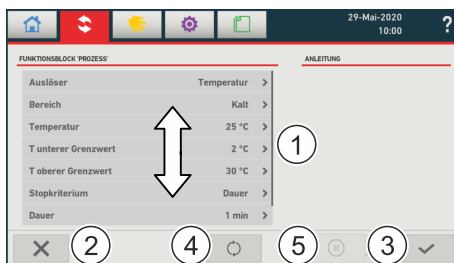 29-Mai-2020
10:00
?
FUNKTIONSBLOCK 'PROZESS'
ANLEITUNG
Auslöser Temperatur >
Bereich Kalt >
Temperatur 25 °C >
T unterer Grenzwert 2 °C >
T oberer Grenzwert 30 °C >
Stopkriterium Dauer >
Dauer 1 min >
1
2
4
5
3